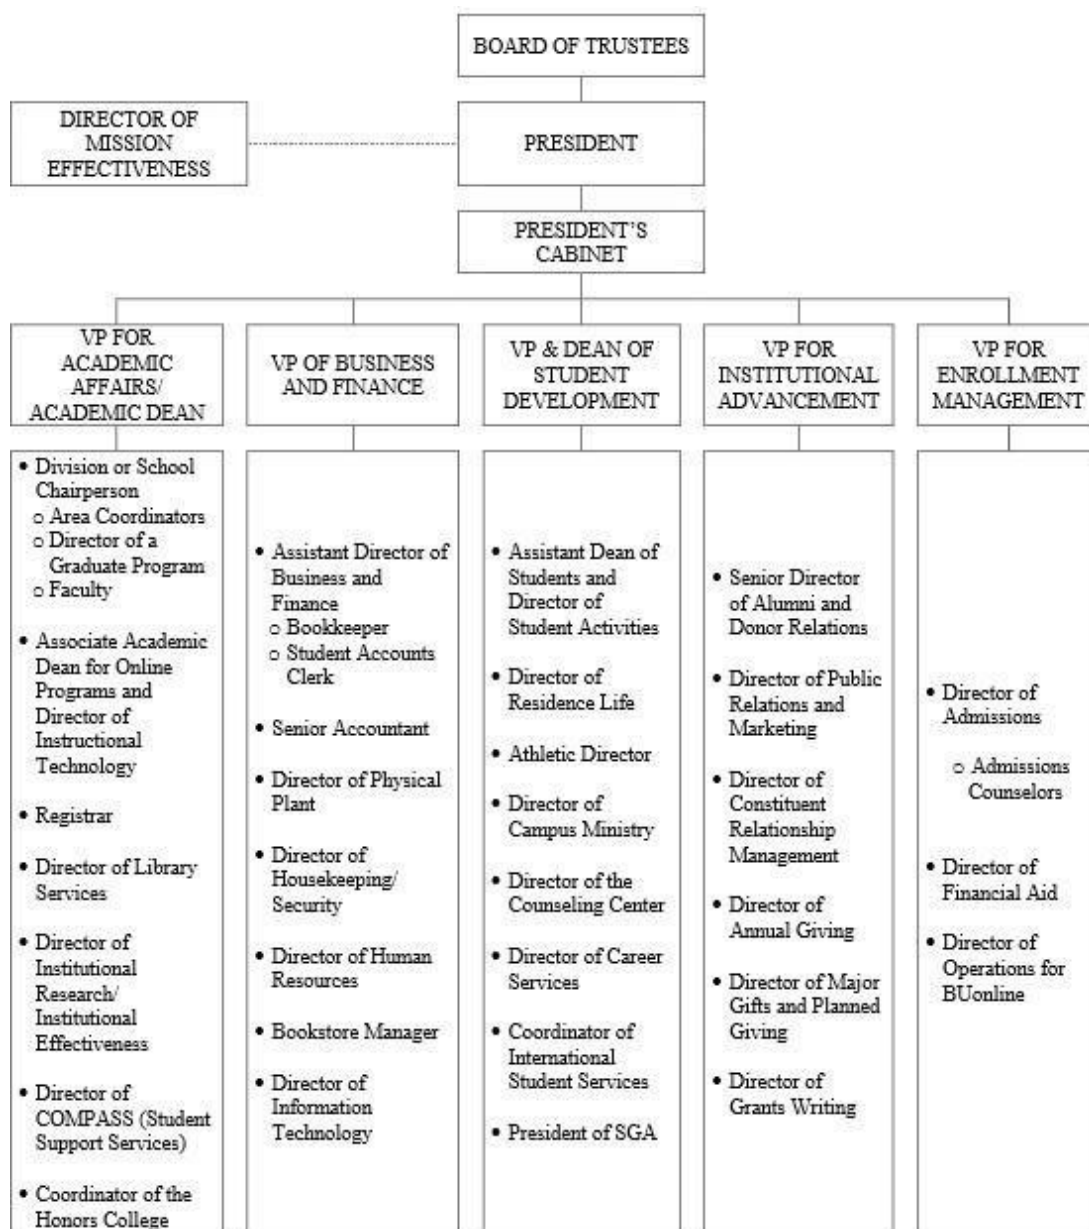 BOARD OF TRUSTEES
DIRECTOR OF
MISSION
EFFECTIVENESS
PRESIDENT
PRESIDENT’S
CABINET
VP FOR
ACADEMIC
AFFAIRS/
ACADEMIC DEAN
VP OF BUSINESS
AND FINANCE
VP & DEAN OF
STUDENT
DEVELOPMENT
VP FOR
INSTITUTIONAL
ADVANCEMENT
VP FOR
ENROLLMENT
MANAGEMENT
• Division or School
Chairperson
o Area Coordinators
o Director of a
Graduate Program
o Faculty
• Associate Academic
Dean for Online
Programs and
Director of
Instructional
Technology
• Registrar
• Director of Library
Services
• Director of
Institutional
Research/
Institutional
Effectiveness
• Director of
COMPASS (Student
Support Services)
• Coordinator of the
Honors College
• Assistant Director of
Business and
Finance
o Bookkeeper
o Student Accounts
Clerk
• Senior Accountant
• Director of Physical
Plant
• Director of
Housekeeping/
Security
• Director of Human
Resources
• Bookstore Manager
• Director of
Information
Technology
• Assistant Dean of
Students and
Director of
Student Activities
• Director of
Residence Life
• Athletic Director
• Director of
Campus Ministry
• Director of the
Counseling Center
• Director of Career
Services
• Coordinator of
International
Student Services
• President of SGA
• Senior Director
of Alumni and
Donor Relations
• Director of Public
Relations and
Marketing
• Director of
Constituent
Relationship
Management
• Director of
Annual Giving
• Director of Major
Gifts and Planned
Giving
• Director of
Grants Writing
• Director of
Admissions
o Admissions
Counselors
• Director of
Financial Aid
• Director of
Operations for
BUonline